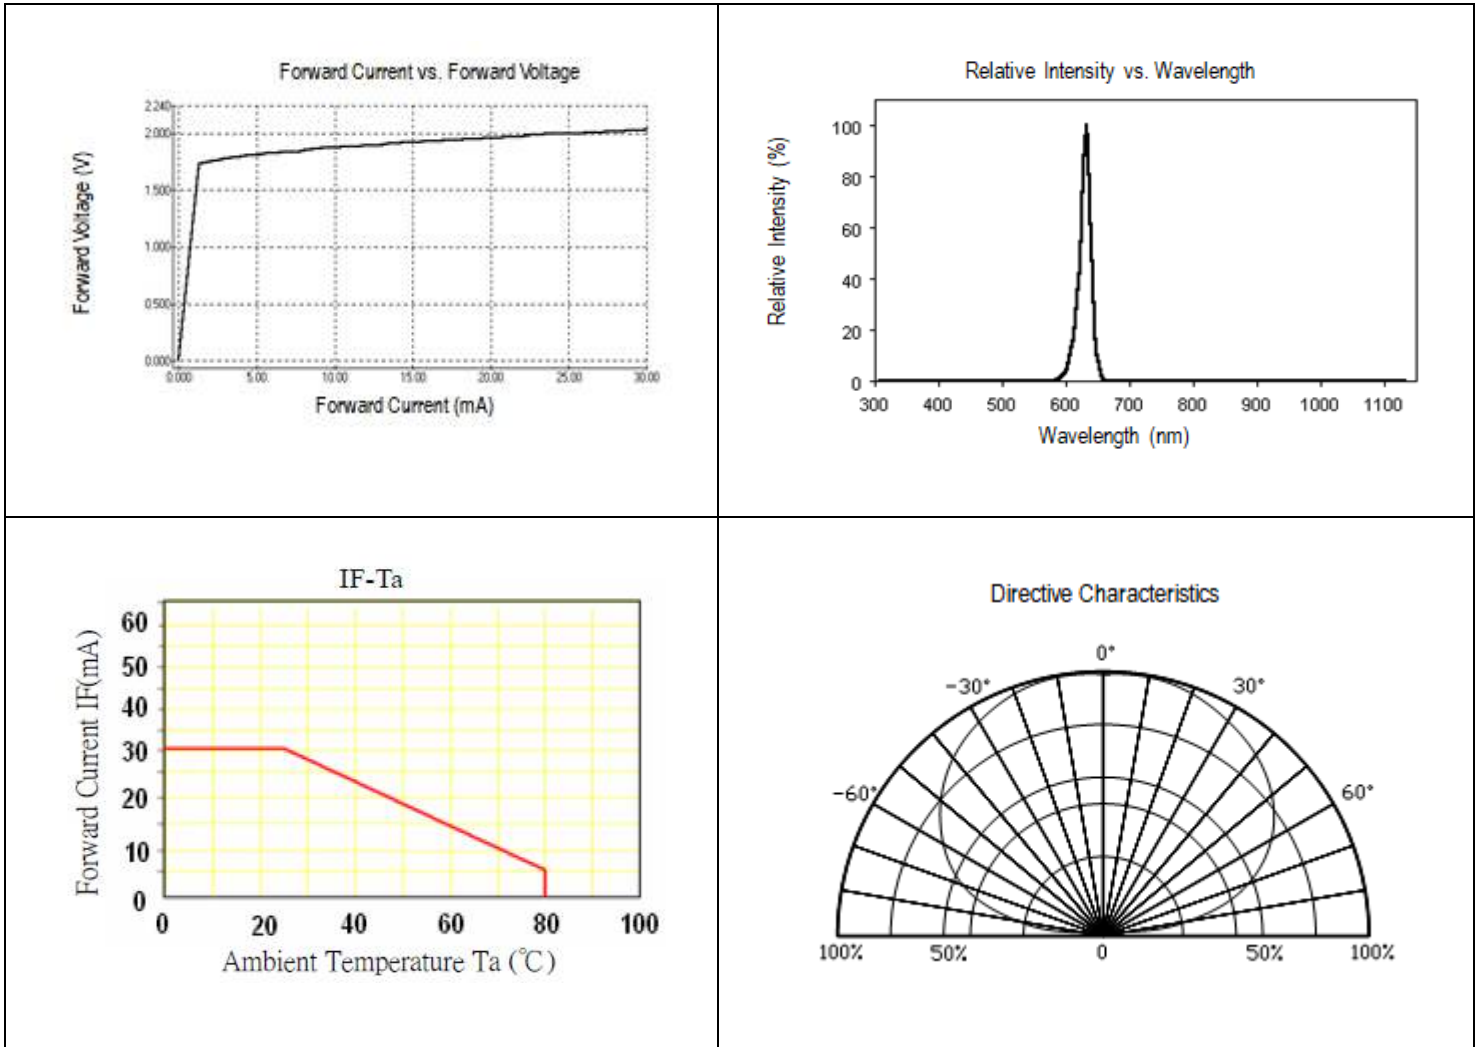 Forward Current vs. Forward Voltage
2.240
2.000
1.500
1.000
0.500
0.000
Forward Voltage (V)
0.000 5.00 10.00 15.00 20.00 25.00 30.00
Forward Current (mA)
Relative Intensity vs. Wavelength
100
80
60
40
20
0
Relative Intensity (%)
300 400 500 600 700 800 900 1000 1100
Wavelength (nm)
IF-Ta
60
50
40
30
20
10
0
Forward Current IF(mA)
0 20 40 60 80 100
Ambient Temperature Ta (℃)
Directive Characteristics
0°
-30° 30°
-60° 60°
100% 50% 0 50% 100%